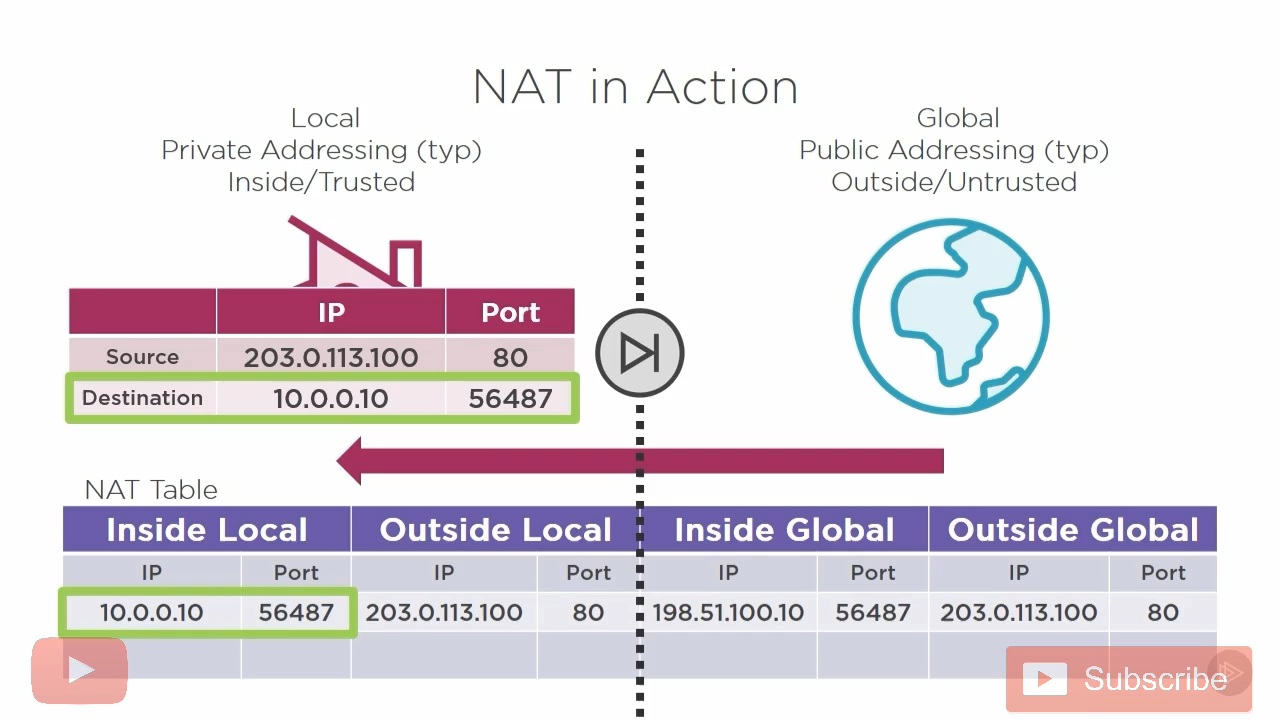 NAT in Action
Local
Private Addressing (typ)
Inside/Trusted
Global
Public Addressing (typ)
Outside/Untrusted
IP Port
Source 203.0.113.100 80
Destination 10.0.0.10 56487
NAT Table
Inside Local Outside Local Inside Global Outside Global
IP Port IP Port IP Port IP Port
10.0.0.10 56487 203.0.113.100 80 198.51.100.10 56487 203.0.113.100 80
Subscribe